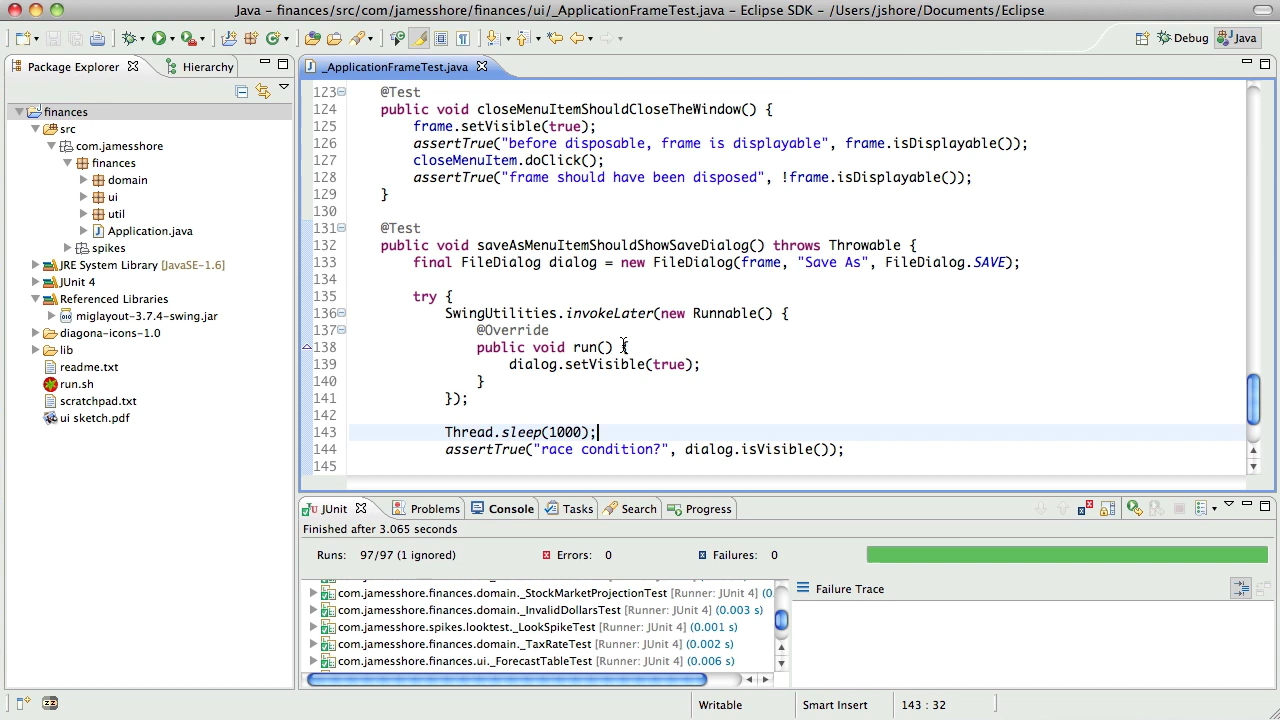 Java - finances/src/com/jamesshore/finances/ui/_ApplicationFrameTest.java - Eclipse SDK - /Users/jshore/Documents/Eclipse
Debug
Java
Package Explorer
Hierarchy
finances
src
com.jamesshore
finances
domain
ui
util
Application.java
spikes
JRE System Library [JavaSE-1.6]
JUnit 4
Referenced Libraries
miglayout-3.7.4-swing.jar
diagona-icons-1.0
lib
readme.txt
run.sh
scratchpad.txt
ui sketch.pdf
_ApplicationFrameTest.java
123 @Test
124 public void closeMenuItemShouldCloseTheWindow() {
125 frame.setVisible(true);
126 assertTrue("before disposable, frame is displayable", frame.isDisplayable());
127 closeMenuItem.doClick();
128 assertTrue("frame should have been disposed", !frame.isDisplayable());
129 }
130
131 @Test
132 public void saveAsMenuItemShouldShowSaveDialog() throws Throwable {
133 final FileDialog dialog = new FileDialog(frame, "Save As", FileDialog.SAVE);
134
135 try {
136 SwingUtilities.invokeLater(new Runnable() {
137 @Override
138 public void run() {
139 dialog.setVisible(true);
140 }
141 });
142
143 Thread.sleep(1000);
144 assertTrue("race condition?", dialog.isVisible());
145
JUnit
Problems
Console
Tasks
Search
Progress
Finished after 3.065 seconds
Runs: 97/97 (1 ignored) Errors: 0 Failures: 0
com.jamesshore.finances.domain._StockMarketProjectionTest [Runner: JUnit 4] (0
com.jamesshore.finances.domain._InvalidDollarsTest [Runner: JUnit 4] (0.003 s)
com.jamesshore.spikes.looktest._LookSpikeTest [Runner: JUnit 4] (0.001 s)
com.jamesshore.finances.domain._TaxRateTest [Runner: JUnit 4] (0.002 s)
com.jamesshore.finances.ui._ForecastTableTest [Runner: JUnit 4] (0.006 s)
Failure Trace
Writable
Smart Insert
143 : 32